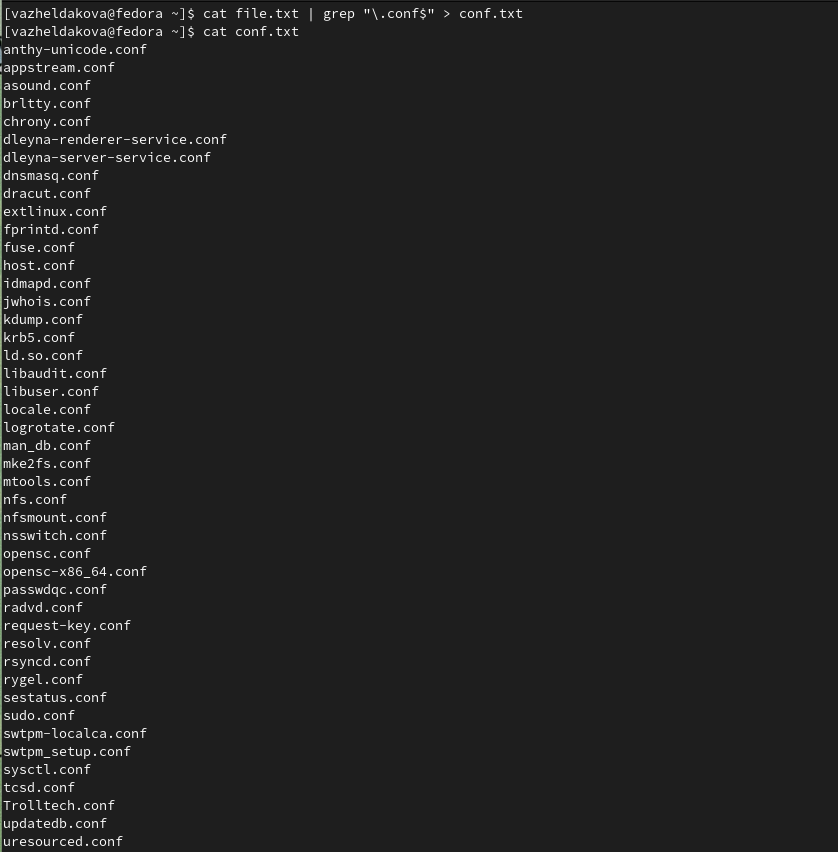 [vazheldakova@fedora ~]$ cat file.txt | grep "\.conf$" > conf.txt
[vazheldakova@fedora ~]$ cat conf.txt
anthy-unicode.conf
appstream.conf
asound.conf
brltty.conf
chrony.conf
dleyna-renderer-service.conf
dleyna-server-service.conf
dnsmasq.conf
dracut.conf
extlinux.conf
fprintd.conf
fuse.conf
host.conf
idmapd.conf
jwhois.conf
kdump.conf
krb5.conf
ld.so.conf
libaudit.conf
libuser.conf
locale.conf
logrotate.conf
man_db.conf
mke2fs.conf
mtools.conf
nfs.conf
nfsmount.conf
nsswitch.conf
opensc.conf
opensc-x86_64.conf
passwdqc.conf
radvd.conf
request-key.conf
resolv.conf
rsyncd.conf
rygel.conf
sestatus.conf
sudo.conf
swtpm-localca.conf
swtpm_setup.conf
sysctl.conf
tcsd.conf
Trolltech.conf
updatedb.conf
uresourced.conf